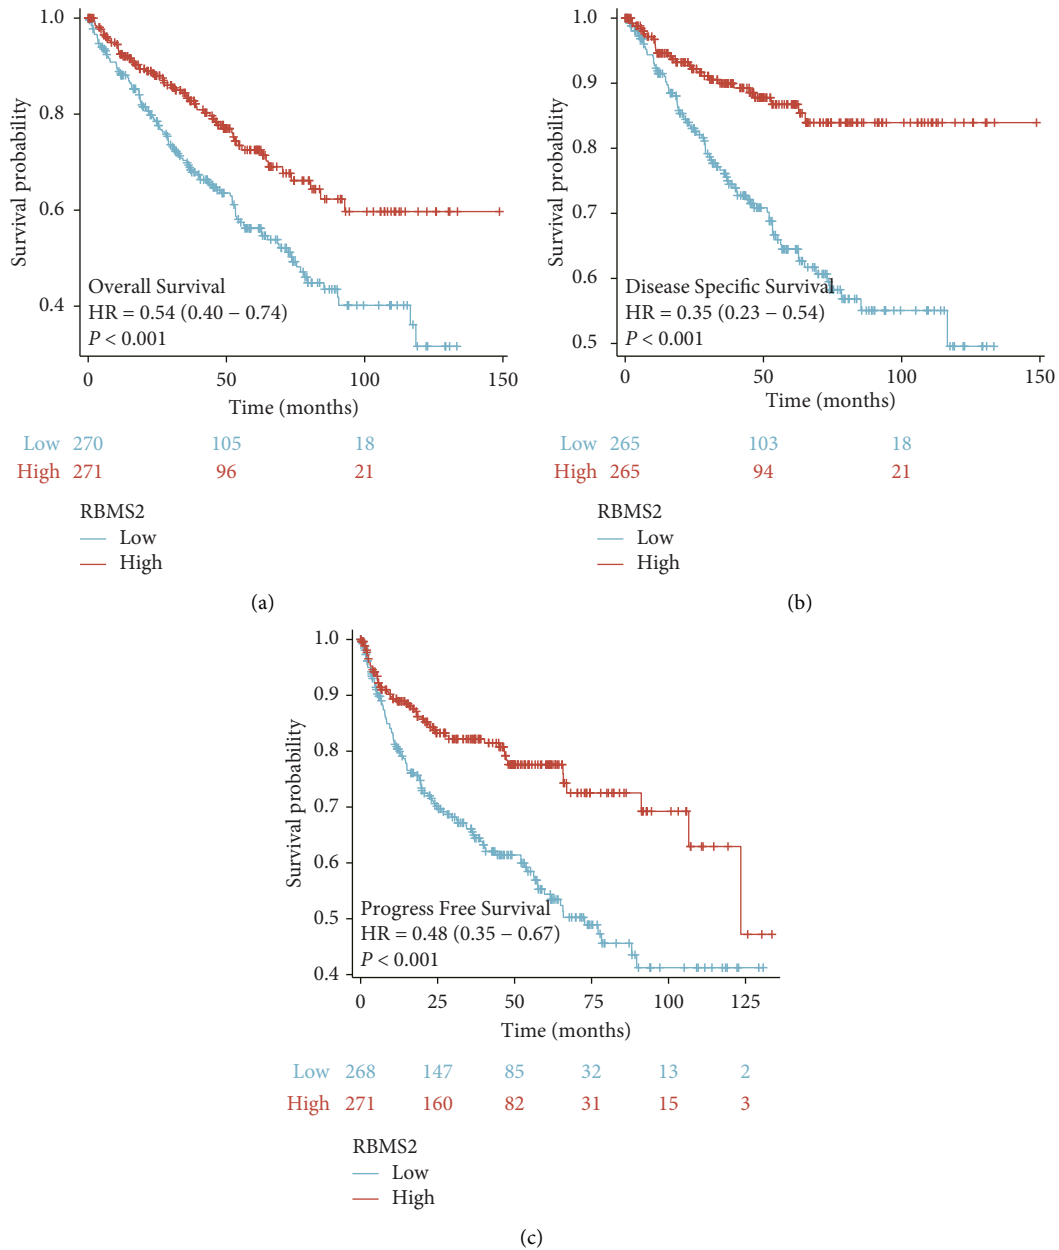 1.0
0.8
0.6
0.4
Survival probability
Overall Survival
HR = 0.54 (0.40 − 0.74)
P < 0.001
0 50 100 150
Time (months)
Low 270 105 18
High 271 96 21
RBMS2
Low
High
(a)
1.0
0.9
0.8
0.7
0.6
0.5
Survival probability
Disease Specific Survival
HR = 0.35 (0.23 − 0.54)
P < 0.001
0 50 100 150
Time (months)
Low 265 103 18
High 265 94 21
RBMS2
Low
High
(b)
1.0
0.9
0.8
0.7
0.6
0.5
0.4
Survival probability
Progress Free Survival
HR = 0.48 (0.35 − 0.67)
P < 0.001
0 25 50 75 100 125
Time (months)
Low 268 147 85 32 13 2
High 271 160 82 31 15 3
RBMS2
Low
High
(c)